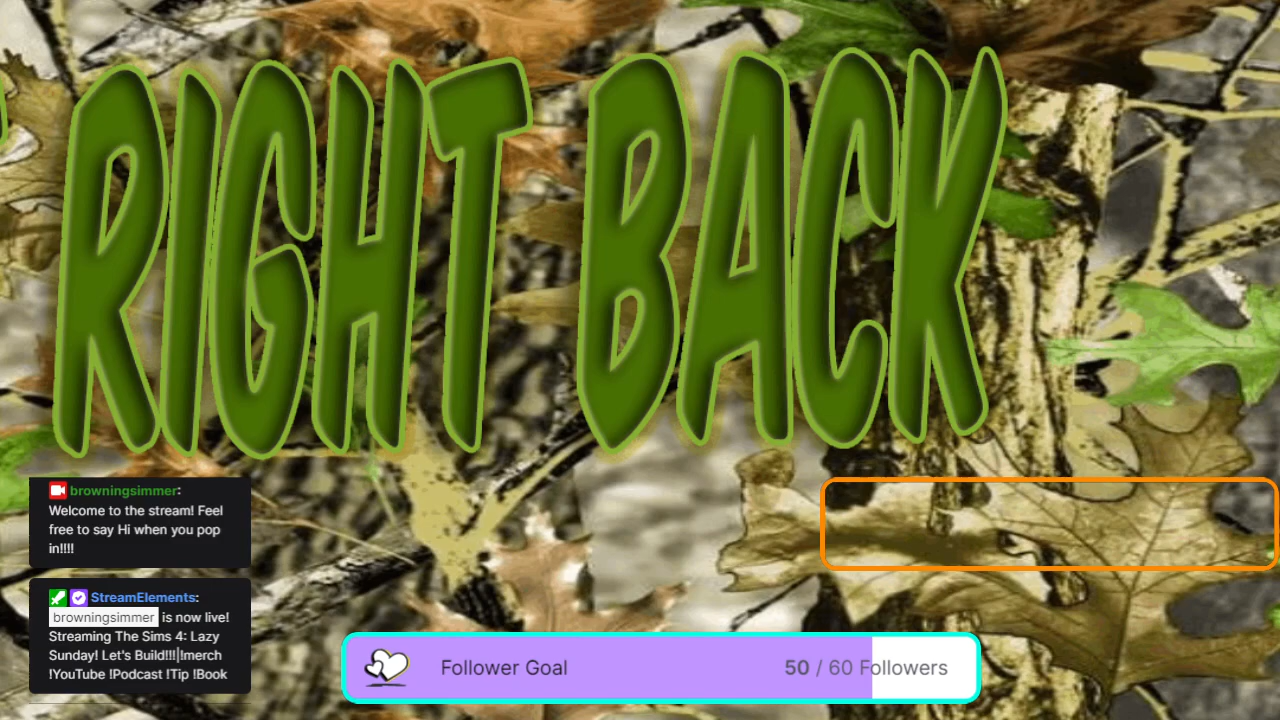 RIGHT BACK
browningsimmer:
Welcome to the stream! Feel
free to say Hi when you pop
in!!!!
StreamElements:
browningsimmer is now live!
Streaming The Sims 4: Lazy
Sunday! Let's Build!!!|!merch
!YouTube !Podcast !Tip !Book
Follower Goal
50 / 60 Followers